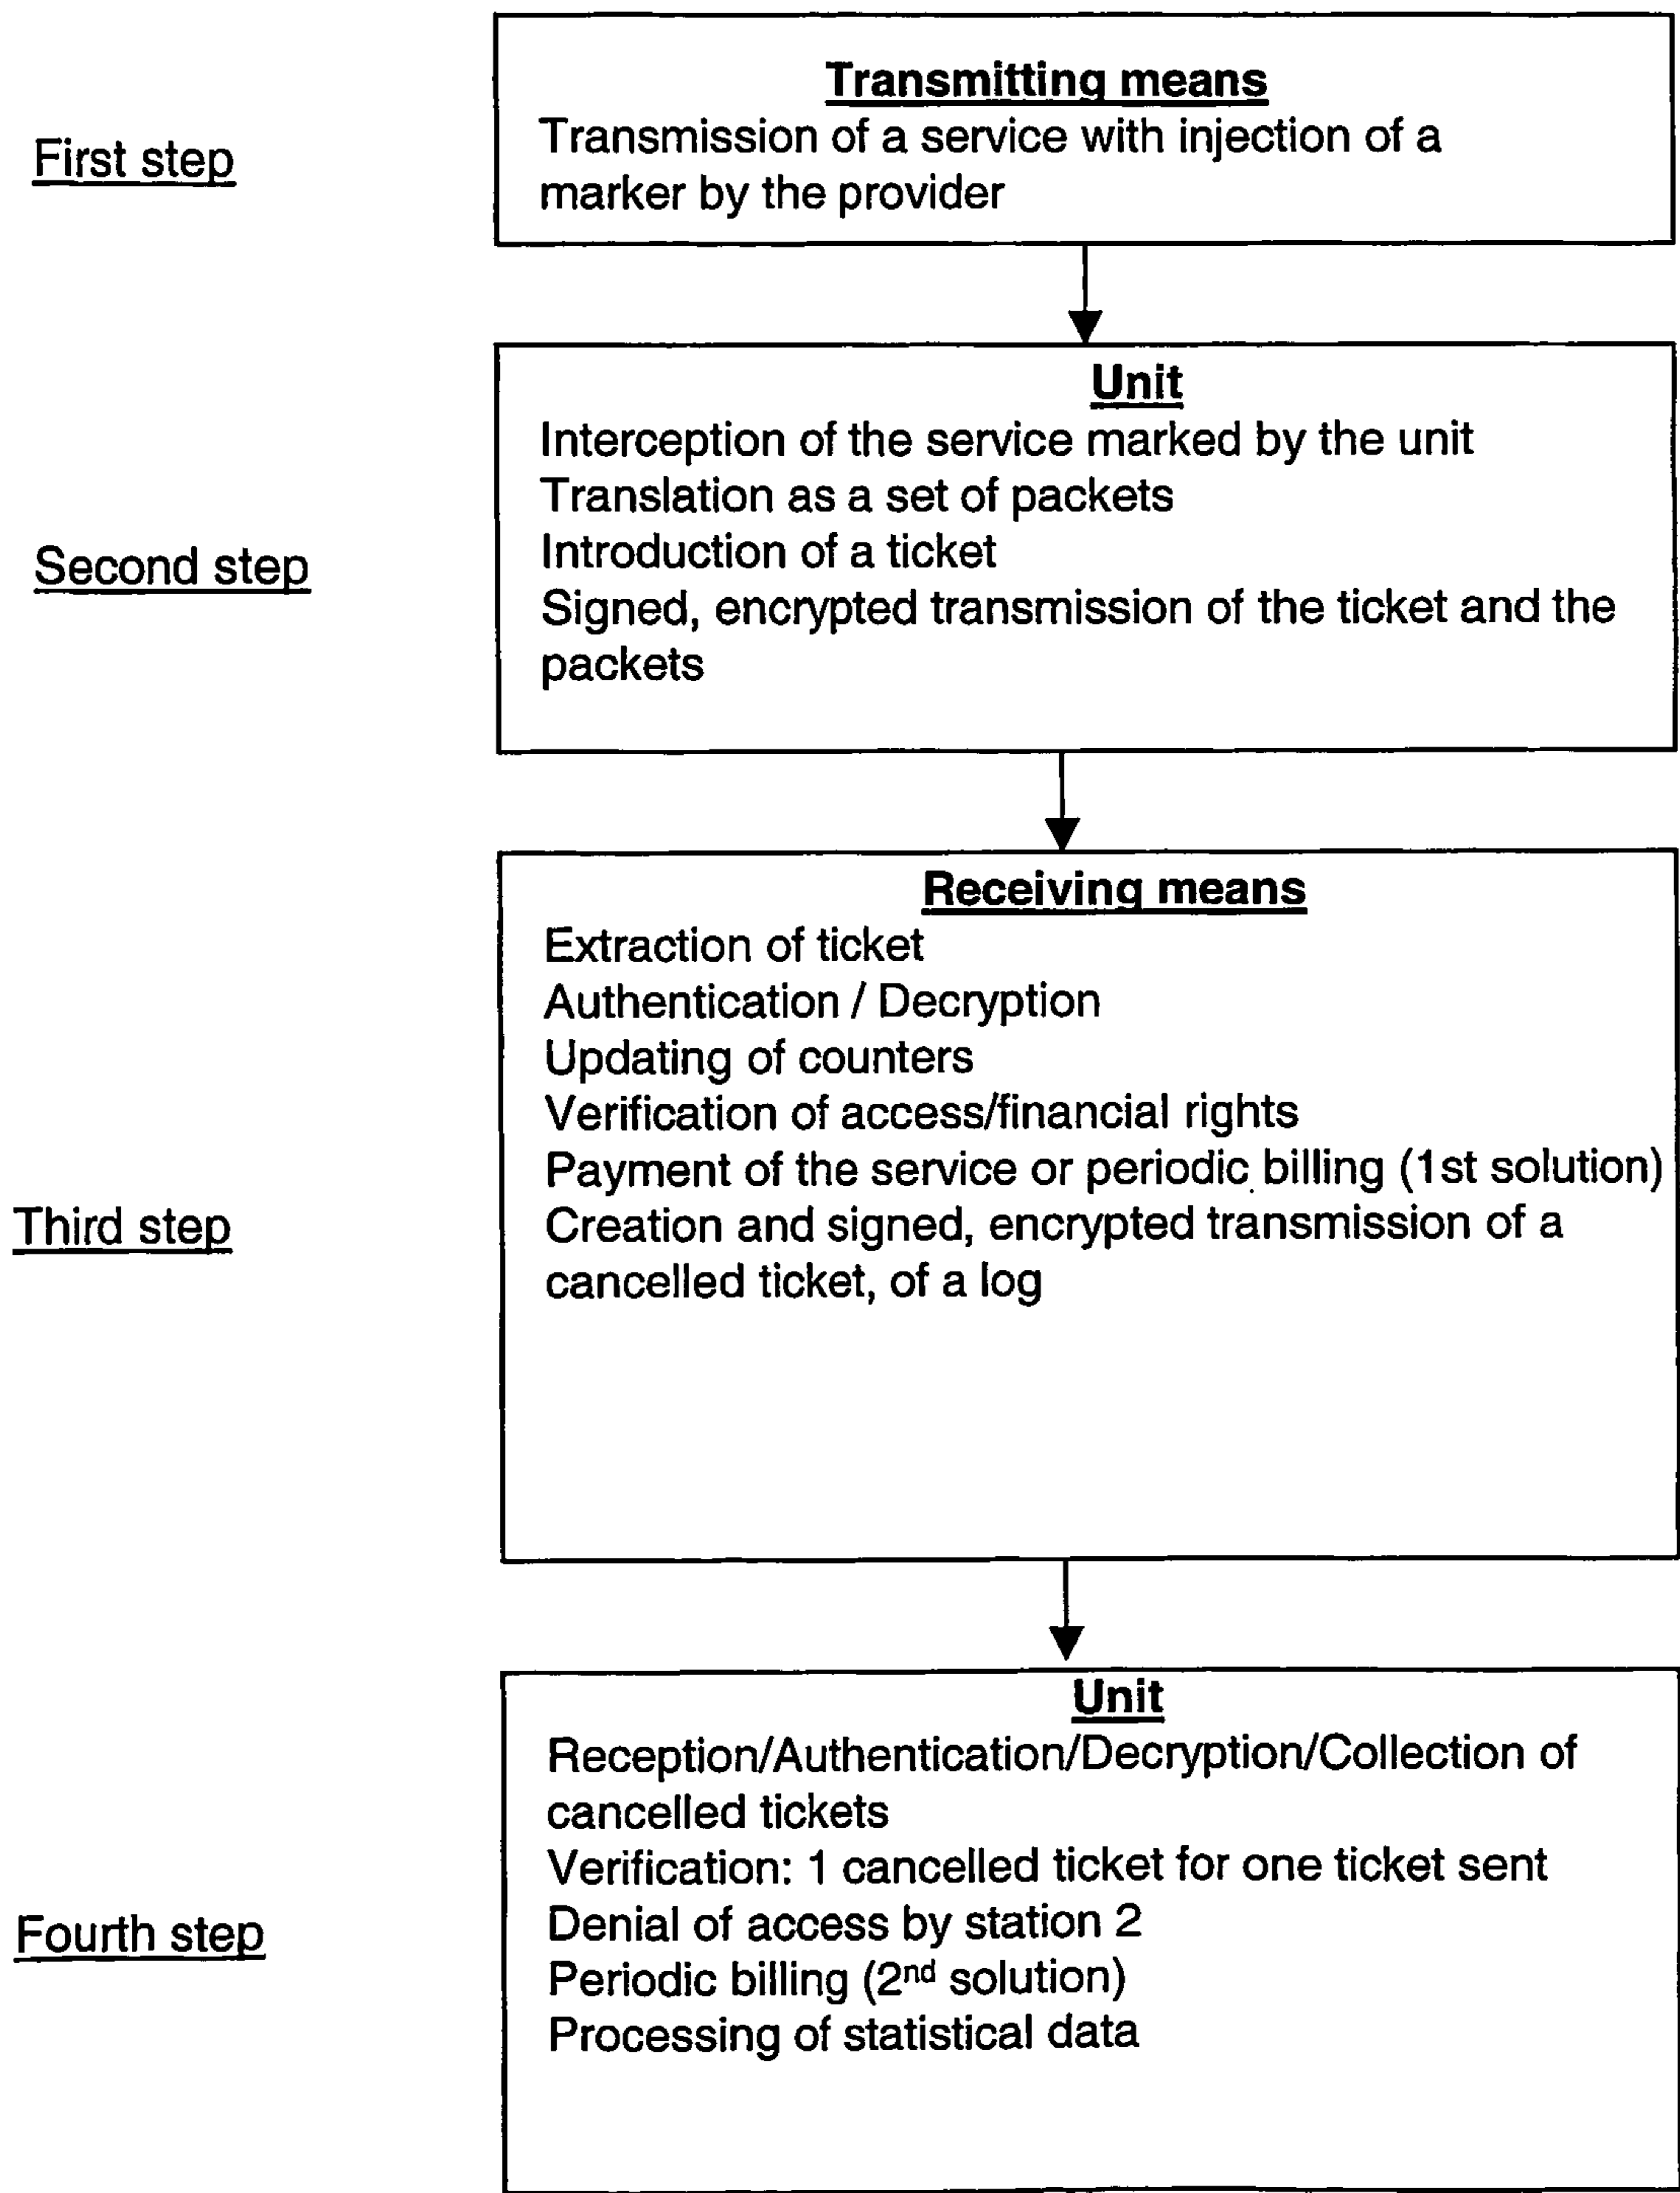 Transmitting means
First step
Transmission of a service with injection of a
marker by the provider
Unit
Interception of the service marked by the unit
Translation as a set of packets
Second step
Introduction of a ticket
Signed, encrypted transmission of the ticket and the
packets
Receiving means
Extraction of ticket
Authentication / Decryption
Updating of counters
Verification of access/financial rights
Payment of the service or periodic billing (1st solution)
Third step
Creation and signed, encrypted transmission of a
cancelled ticket, of a log
Unit
Reception/Authentication/Decryption/Collection of
cancelled tickets
Verification: 1 cancelled ticket for one ticket sent
Fourth step
Denial of access by station 2
Periodic billing (2nd solution)
Processing of statistical data